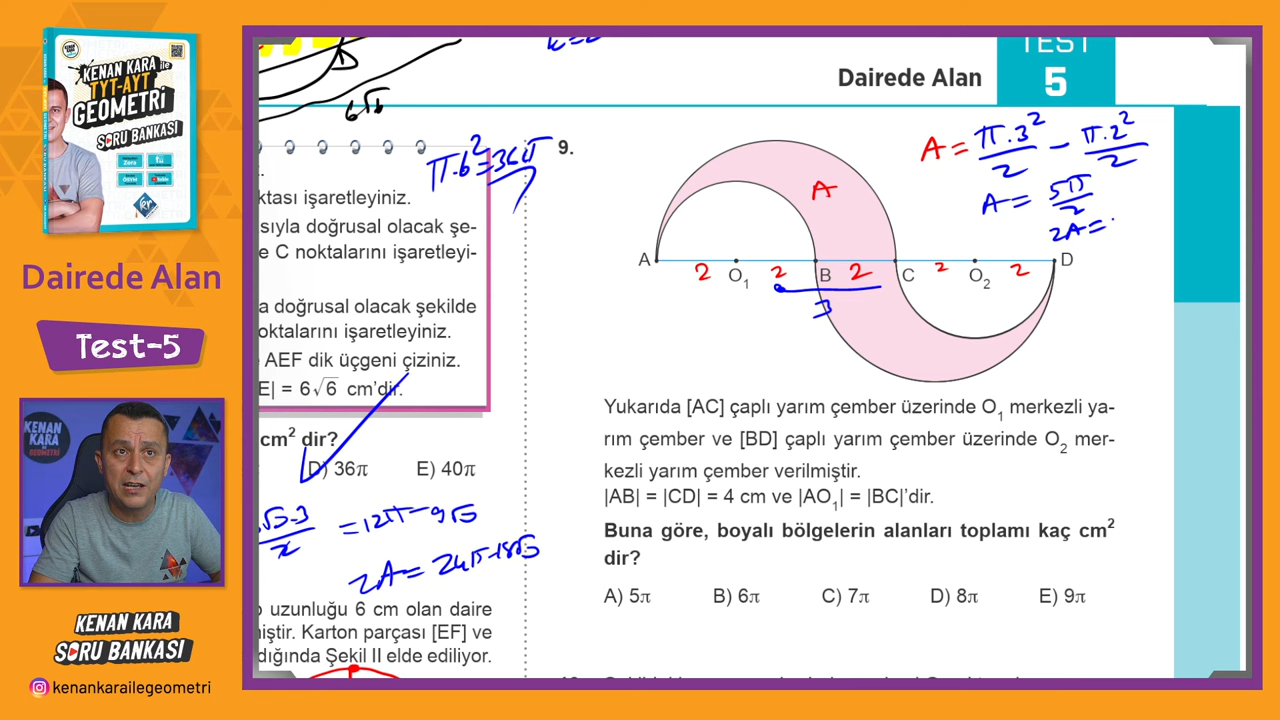 KENAN KARA ile
TYT-AYT
GEOMETRİ
SORU BANKASI
Dairede Alan
Test-5
KENAN KARA
SORU BANKASI
kenankarailegeometri
TEST
5
Dairede Alan
6√6
π.6² = 36π
ktası işaretleyiniz.
sıyla doğrusal olacak şe-
e C noktalarını işaretleyi-
a doğrusal olacak şekilde
oktalarını işaretleyiniz.
AEF dik üçgeni çiziniz.
E| = 6√6 cm'dir.
cm² dir?
D) 36π E) 40π
= 12π - 9√3
2A = 24π - 18√3
uzunluğu 6 cm olan daire
niştir. Karton parçası [EF] ve
dığında Şekil II elde ediliyor.
9.
A = π.3²/2 - π.2²/2
A = 5π/2
2A =
A
A O₁ B C O₂ D
2 2 2 2 2
3
Yukarıda [AC] çaplı yarım çember üzerinde O₁ merkezli ya-
rım çember ve [BD] çaplı yarım çember üzerinde O₂ mer-
kezli yarım çember verilmiştir.
|AB| = |CD| = 4 cm ve |AO₁| = |BC|'dir.
Buna göre, boyalı bölgelerin alanları toplamı kaç cm²
dir?
A) 5π B) 6π C) 7π D) 8π E) 9π